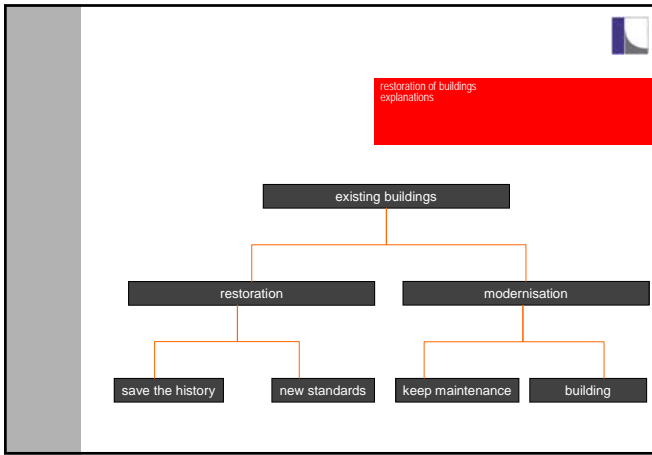 restoration of buildings
explanations
existing buildings
restoration
modernisation
save the history
new standards
keep maintenance
building